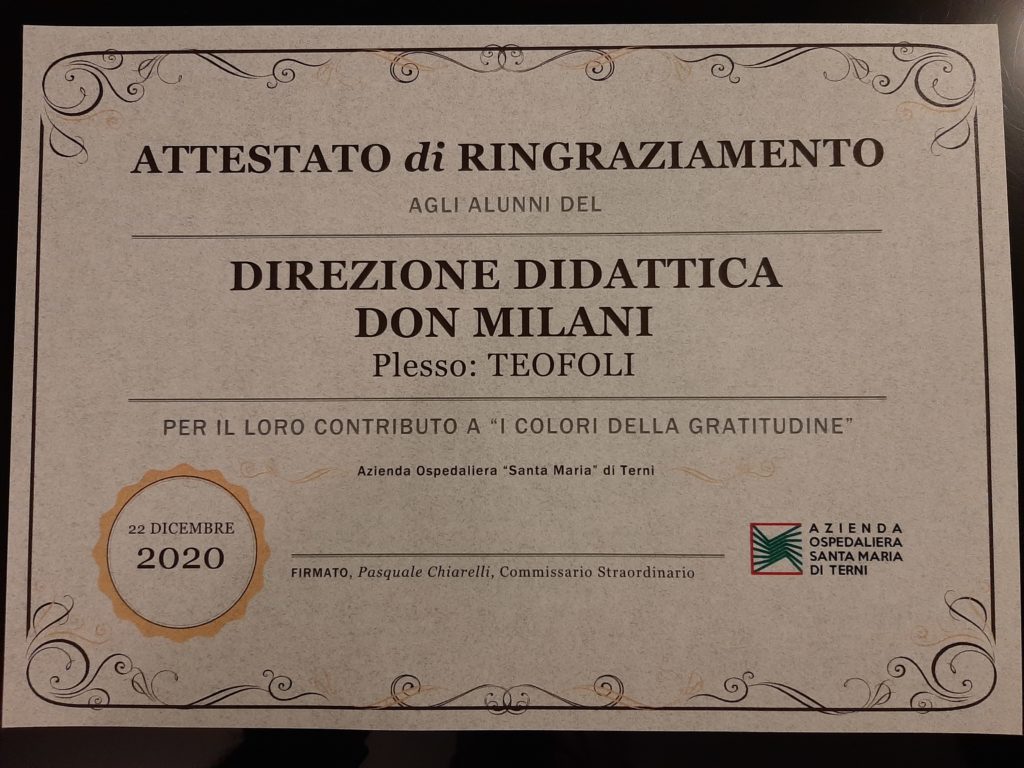 ATTESTATO di RINGRAZIAMENTO
AGLI ALUNNI DEL
DIREZIONE DIDATTICA
DON MILANI
Plesso: TEOFOLI
PER IL LORO CONTRIBUTO A “I COLORI DELLA GRATITUDINE”
Azienda Ospedaliera “Santa Maria” di Terni
22 DICEMBRE
2020
FIRMATO, Pasquale Chiarelli, Commissario Straordinario
AZIENDA
OSPEDALIERA
SANTA MARIA
DI TERNI